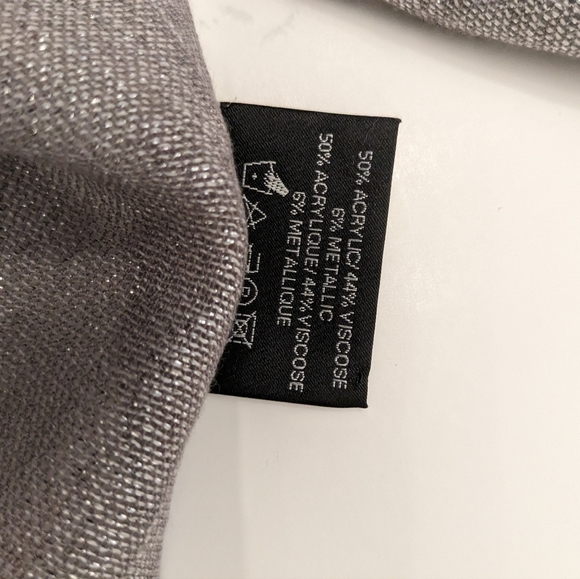 50% ACRYLIC/ 44% VISCOSE
6% METALLIC
50% ACRYLIQUE/ 44% VISCOSE
6% METALLIQUE